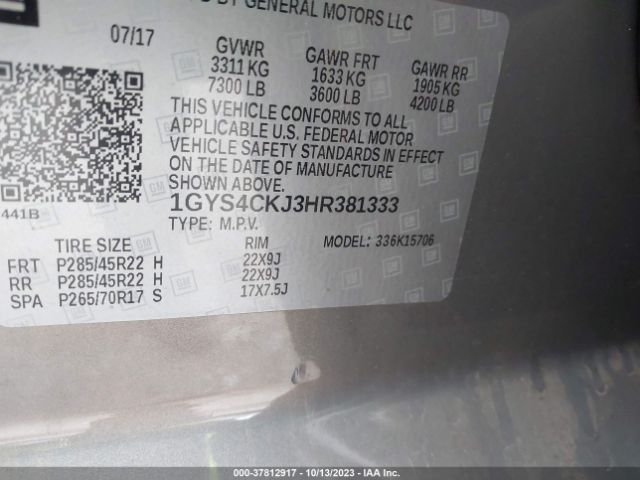 BY GENERAL MOTORS LLC
07/17
GVWR GAWR FRT GAWR RR
3311 KG 1633 KG 1905 KG
7300 LB 3600 LB 4200 LB
THIS VEHICLE CONFORMS TO ALL
APPLICABLE U.S. FEDERAL MOTOR
VEHICLE SAFETY STANDARDS IN EFFECT
ON THE DATE OF MANUFACTURE
SHOWN ABOVE.
441B
1GYS4CKJ3HR381333
TYPE: M.P.V.
TIRE SIZE RIM MODEL: 336K15706
FRT P285/45R22 H 22X9J
RR P285/45R22 H 22X9J
SPA P265/70R17 S 17X7.5J
GM
000-37812917 - 10/13/2023 - IAA Inc.